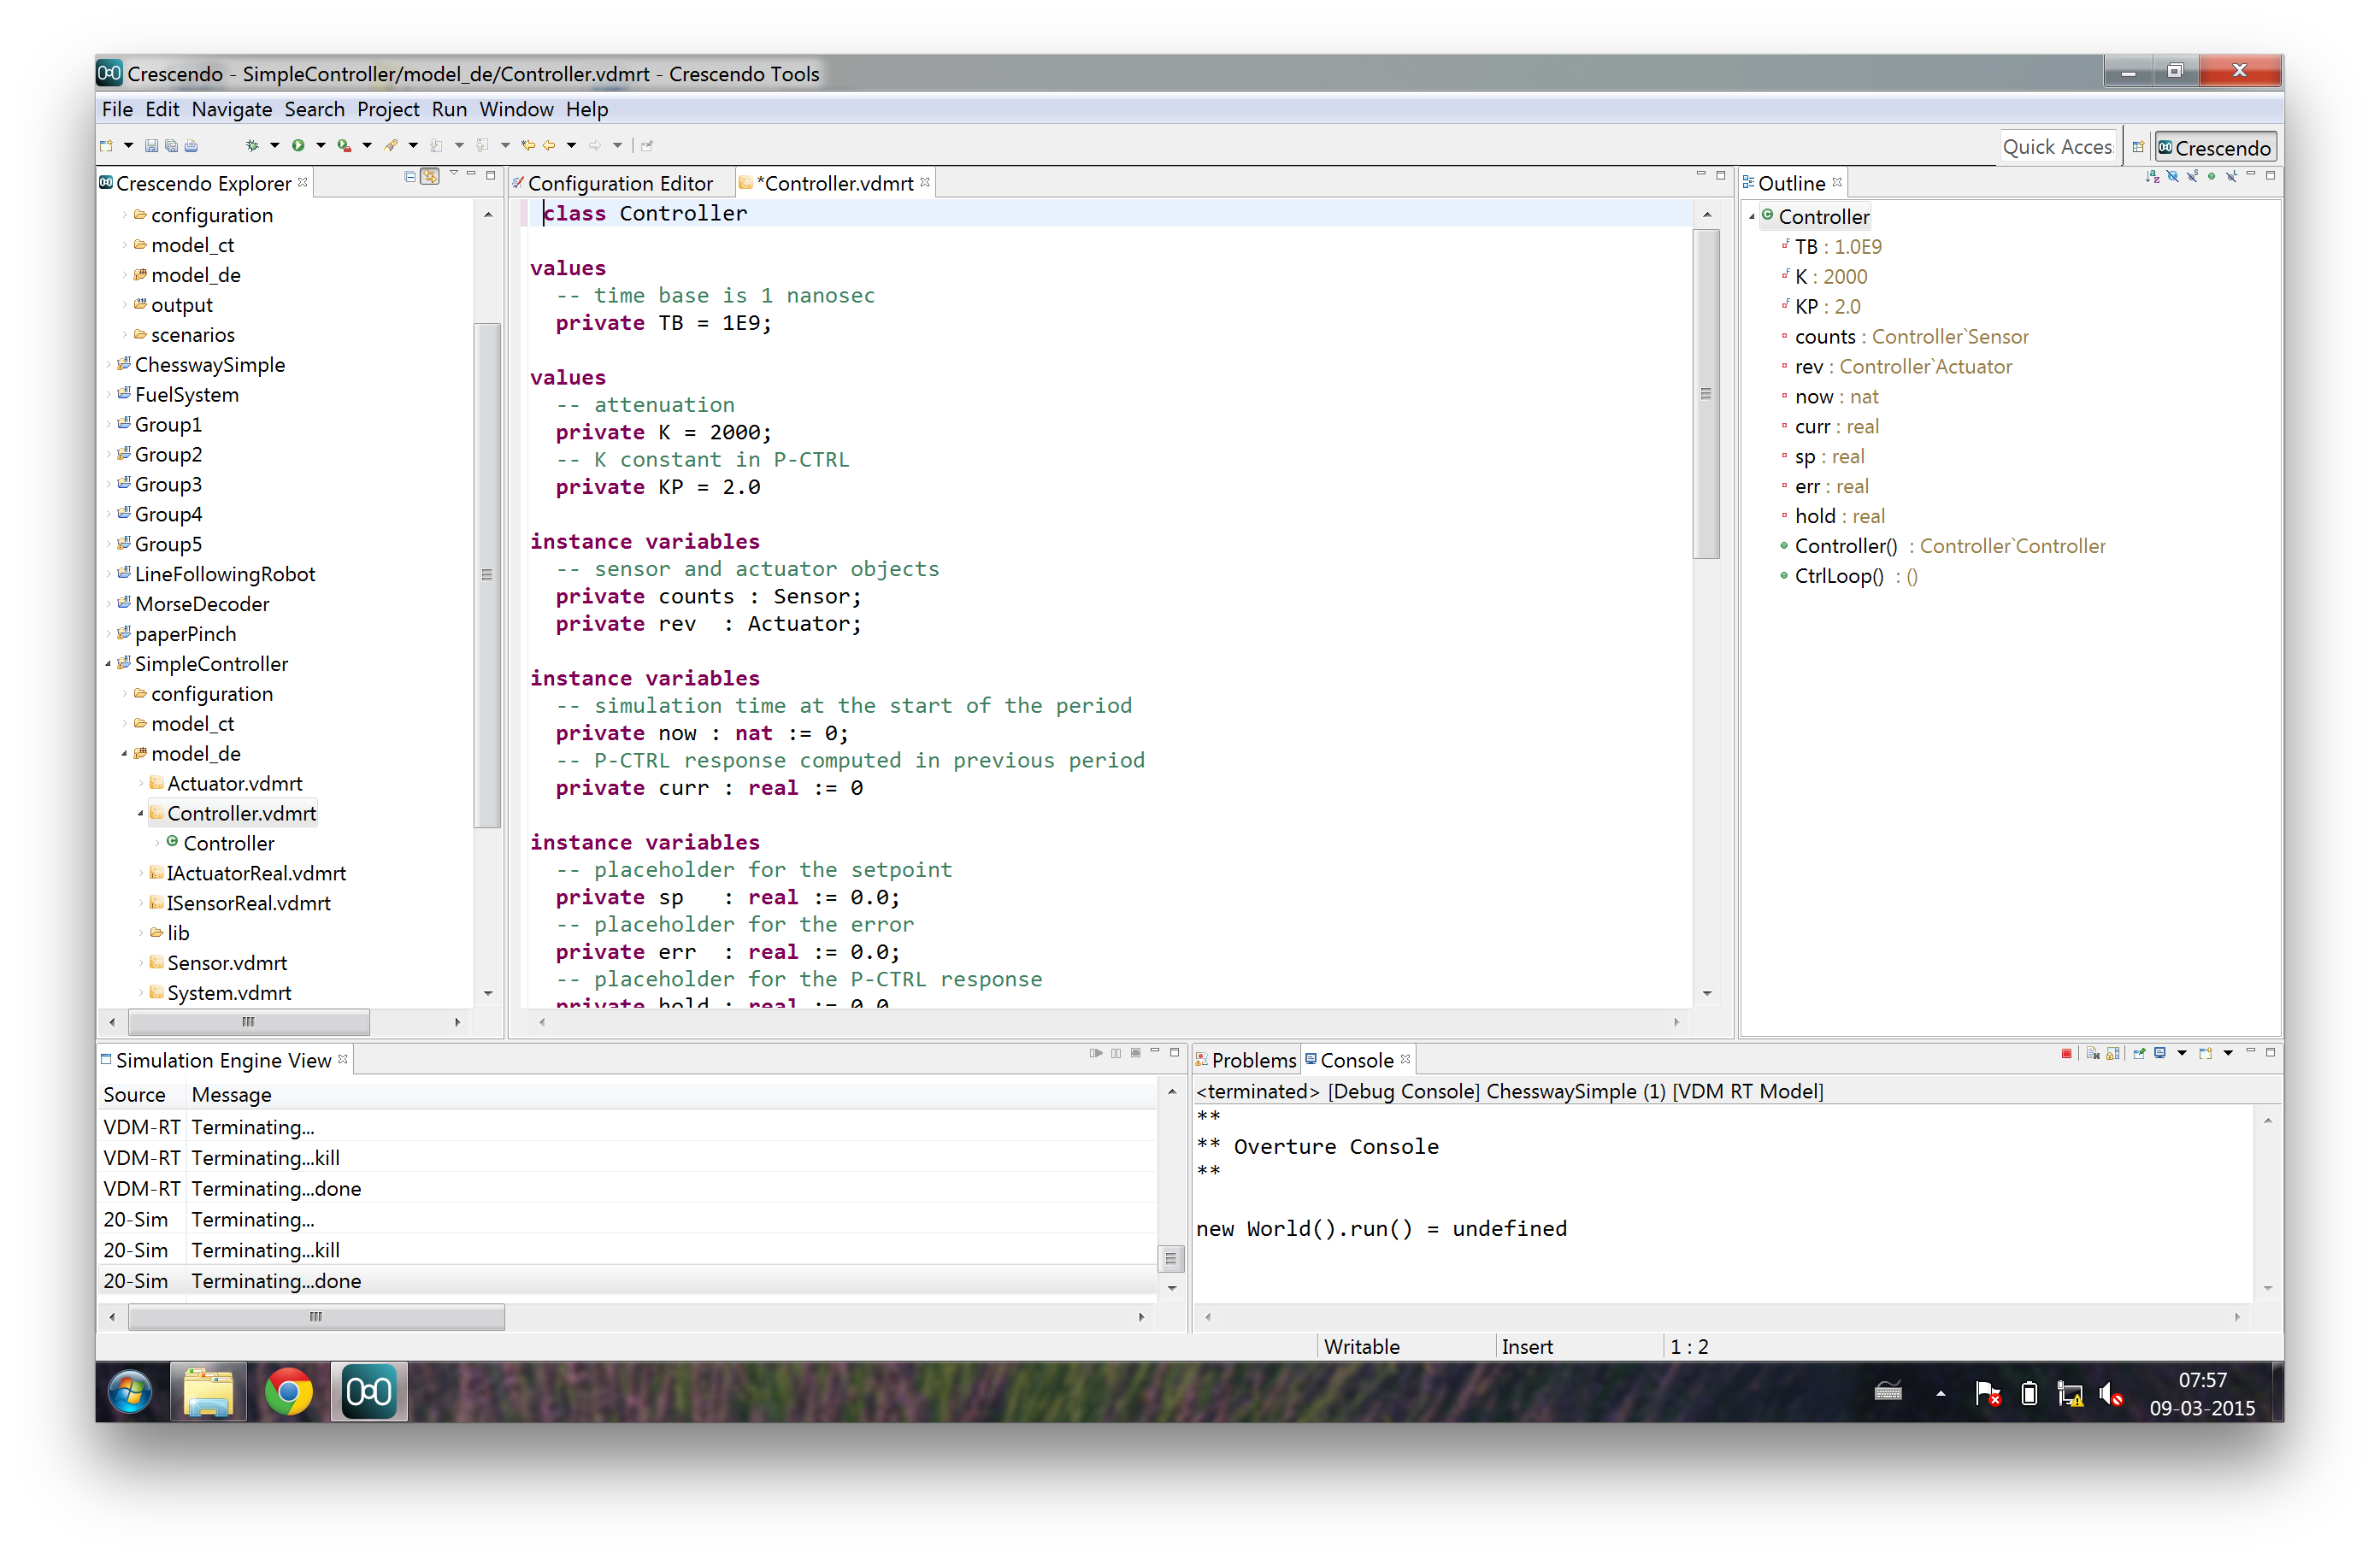 Crescendo - SimpleController/model_de/Controller.vdmrt - Crescendo Tools
File Edit Navigate Search Project Run Window Help
Quick Acces
Crescendo
Crescendo Explorer
configuration
model_ct
model_de
output
scenarios
ChesswaySimple
FuelSystem
Group1
Group2
Group3
Group4
Group5
LineFollowingRobot
MorseDecoder
paperPinch
SimpleController
configuration
model_ct
model_de
Actuator.vdmrt
Controller.vdmrt
Controller
IActuatorReal.vdmrt
ISensorReal.vdmrt
lib
Sensor.vdmrt
System.vdmrt
Configuration Editor
*Controller.vdmrt
class Controller
values
-- time base is 1 nanosec
private TB = 1E9;
values
-- attenuation
private K = 2000;
-- K constant in P-CTRL
private KP = 2.0
instance variables
-- sensor and actuator objects
private counts : Sensor;
private rev : Actuator;
instance variables
-- simulation time at the start of the period
private now : nat := 0;
-- P-CTRL response computed in previous period
private curr : real := 0
instance variables
-- placeholder for the setpoint
private sp : real := 0.0;
-- placeholder for the error
private err : real := 0.0;
-- placeholder for the P-CTRL response
private hold : real := 0.0
Outline
Controller
TB : 1.0E9
K : 2000
KP : 2.0
counts : Controller`Sensor
rev : Controller`Actuator
now : nat
curr : real
sp : real
err : real
hold : real
Controller() : Controller`Controller
CtrlLoop() : ()
Simulation Engine View
Source Message
VDM-RT Terminating...
VDM-RT Terminating...kill
VDM-RT Terminating...done
20-Sim Terminating...
20-Sim Terminating...kill
20-Sim Terminating...done
Problems
Console
<terminated> [Debug Console] ChesswaySimple (1) [VDM RT Model]
**
** Overture Console
**
new World().run() = undefined
Writable
Insert
1 : 2
07:57
09-03-2015